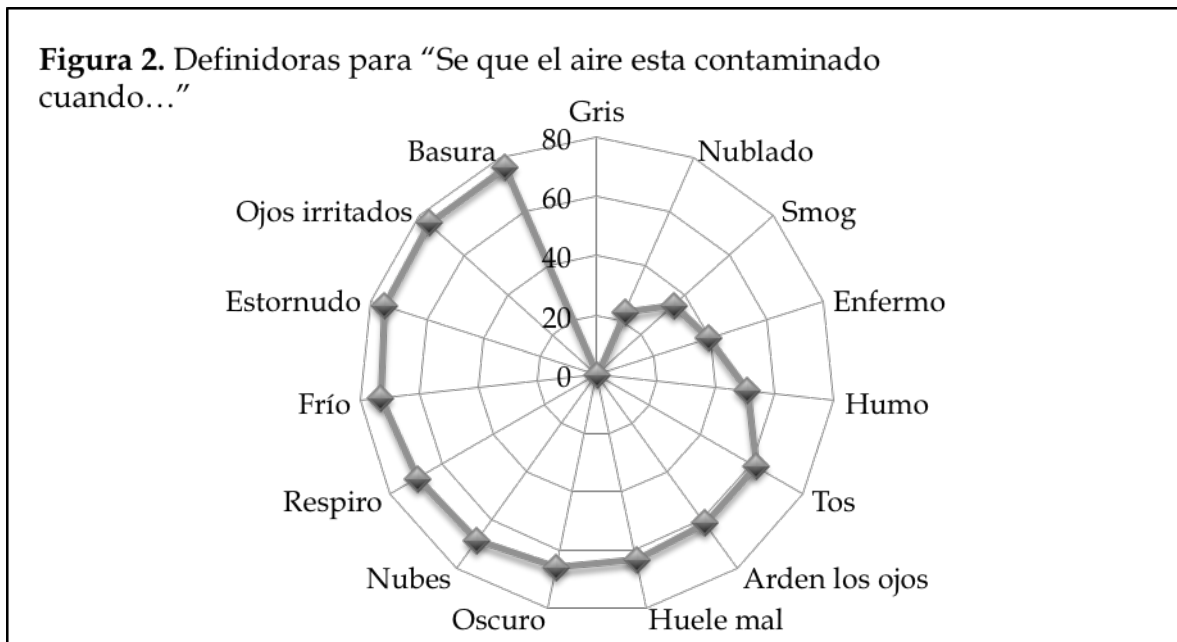 Figura 2. Definidoras para “Se que el aire esta contaminado
cuando…”
Gris
Nublado
Smog
Enfermo
Humo
Tos
Arden los ojos
Huele mal
Oscuro
Nubes
Respiro
Frío
Estornudo
Ojos irritados
Basura
80
60
40
20
0